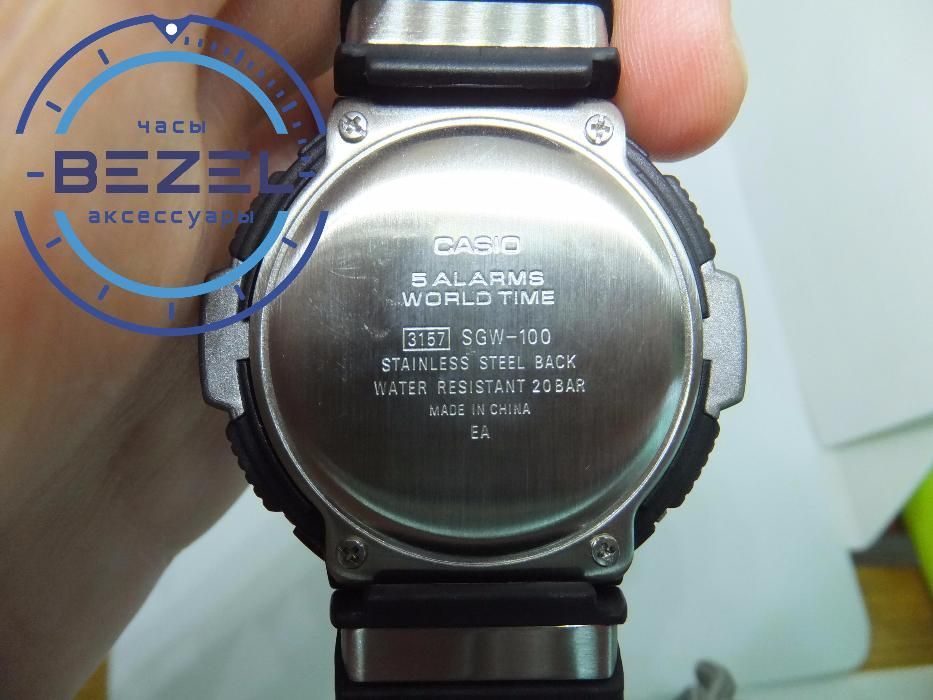 часы
BEZEL
аксессуары
CASIO
5 ALARMS
WORLD TIME
3157 SGW-100
STAINLESS STEEL BACK
WATER RESISTANT 20BAR
MADE IN CHINA
EA